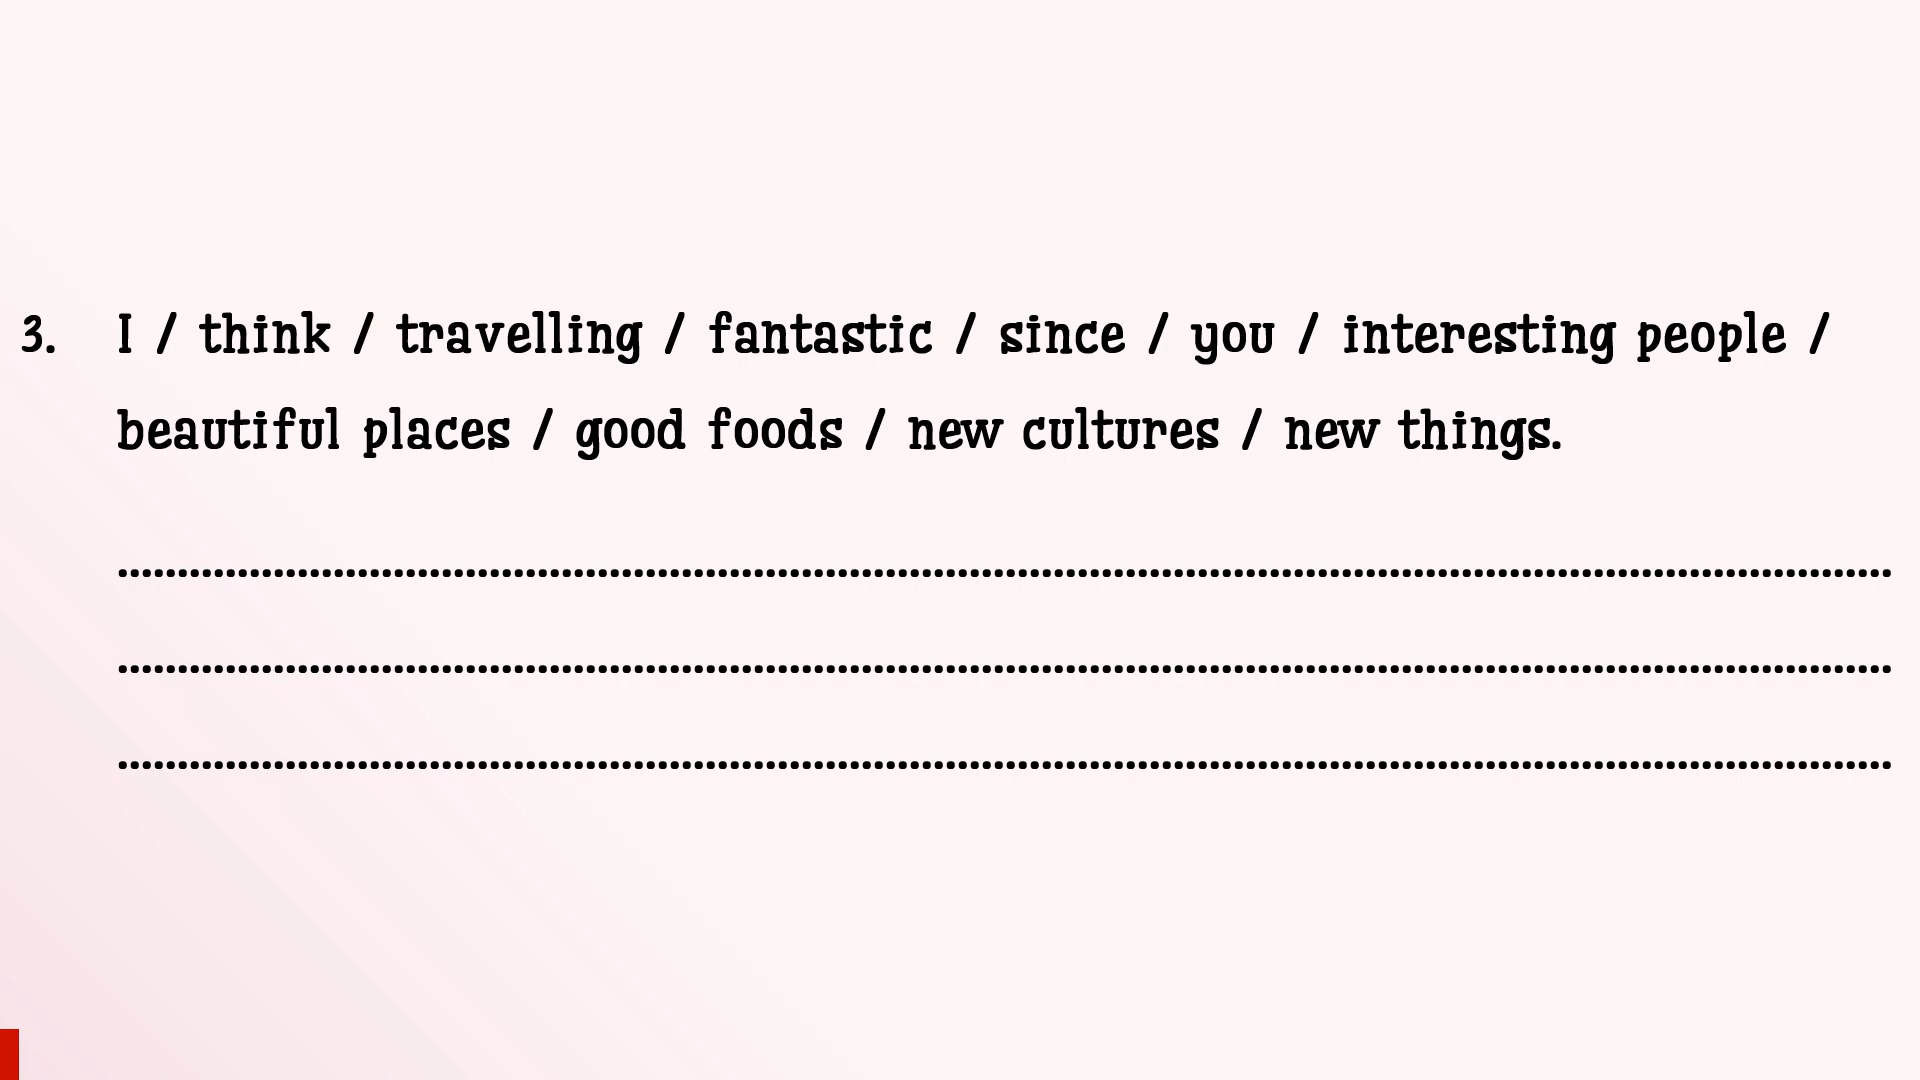 3. I / think / travelling / fantastic / since / you / interesting people /
beautiful places / good foods / new cultures / new things.